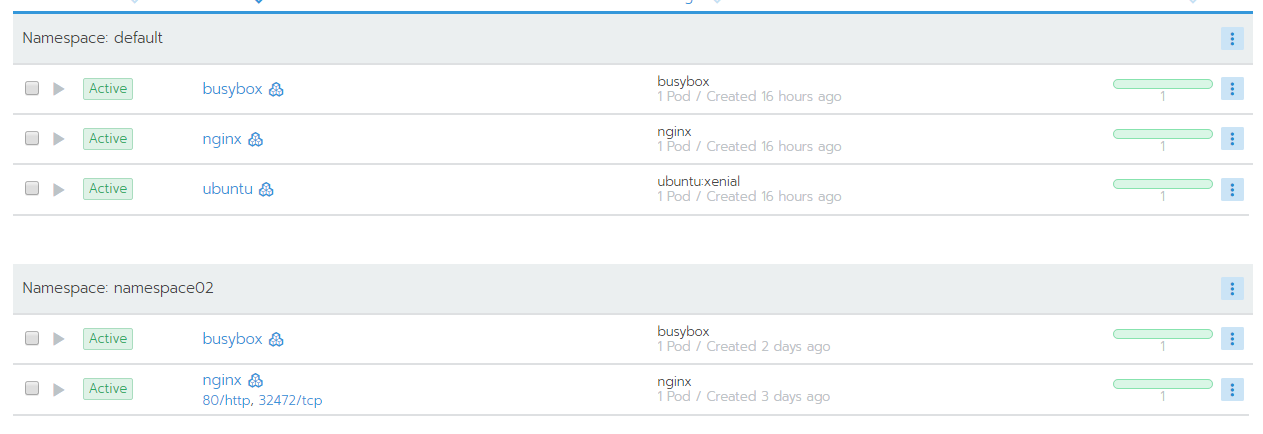 Namespace: default
Active busybox busybox
1 Pod / Created 16 hours ago 1
Active nginx nginx
1 Pod / Created 16 hours ago 1
Active ubuntu ubuntu:xenial
1 Pod / Created 16 hours ago 1
Namespace: namespace02
Active busybox busybox
1 Pod / Created 2 days ago 1
Active nginx nginx
80/http, 32472/tcp 1 Pod / Created 3 days ago 1